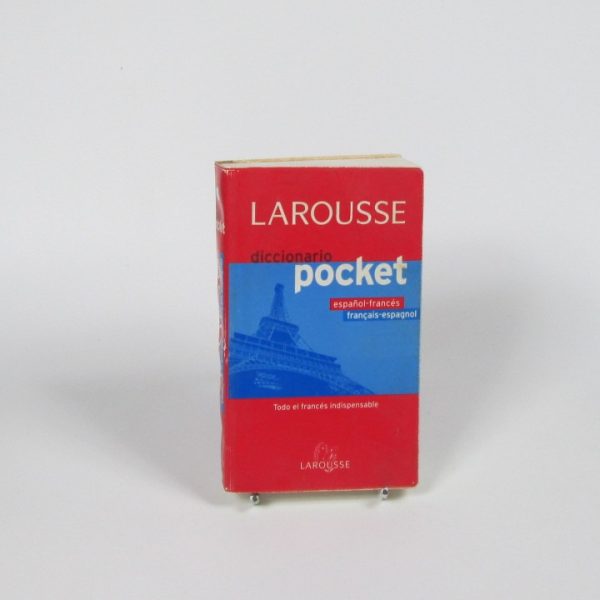 LAROUSSE
diccionario
pocket
español-francés
français-espagnol
Todo el francés indispensable
LAROUSSE